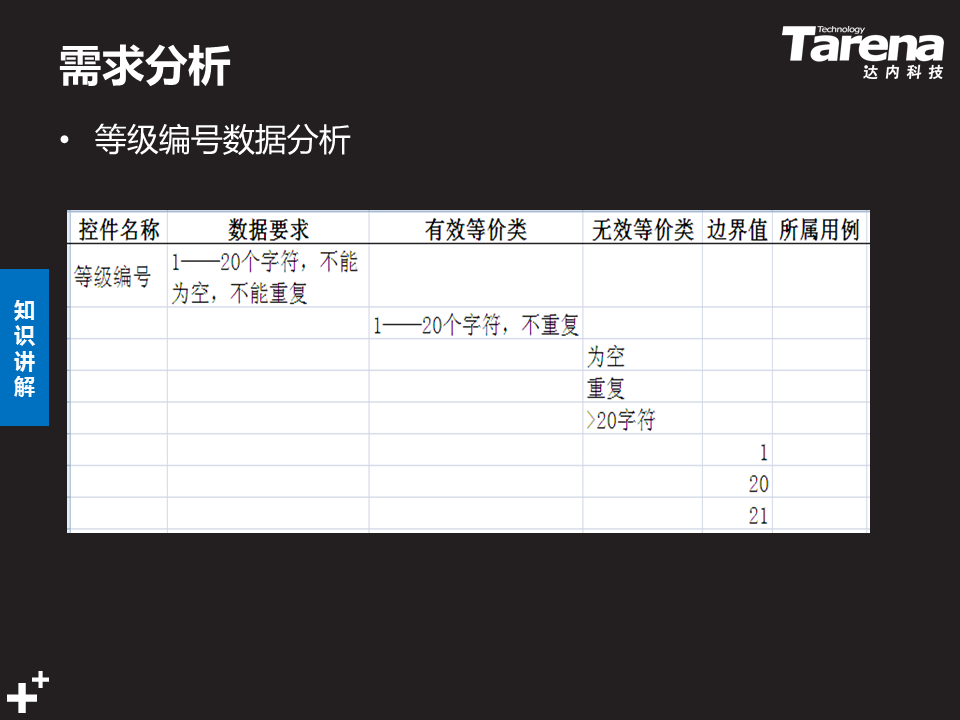 需求分析
Technology
Tarena
达内科技
• 等级编号数据分析
知识讲解
控件名称 数据要求 有效等价类 无效等价类 边界值 所属用例
等级编号 1——20个字符，不能
为空，不能重复
1——20个字符，不重复
为空
重复
>20字符
1
20
21